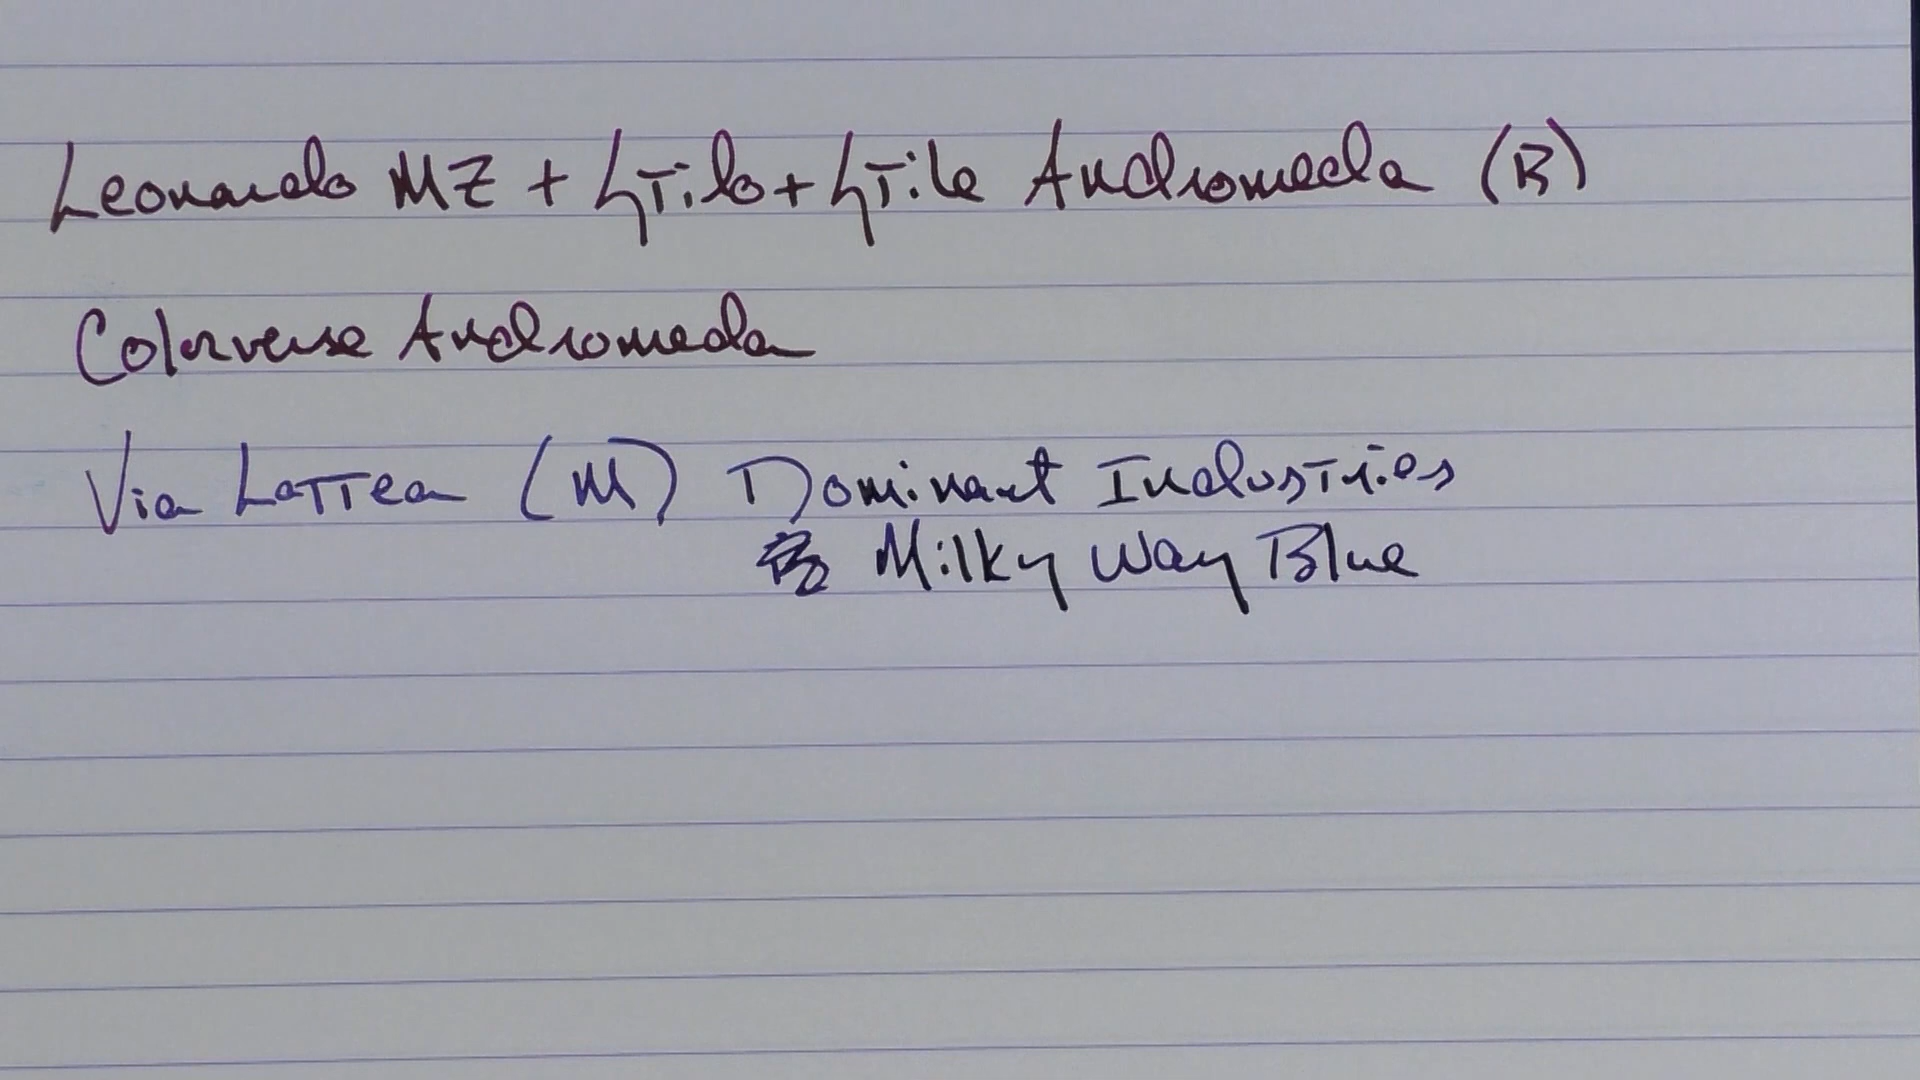 Leonardo MZ + STilo + STile Andromeda (B)
Colorverse Andromeda
Via LaTTea (M) Dominant IndusTries
Milky Way Blue